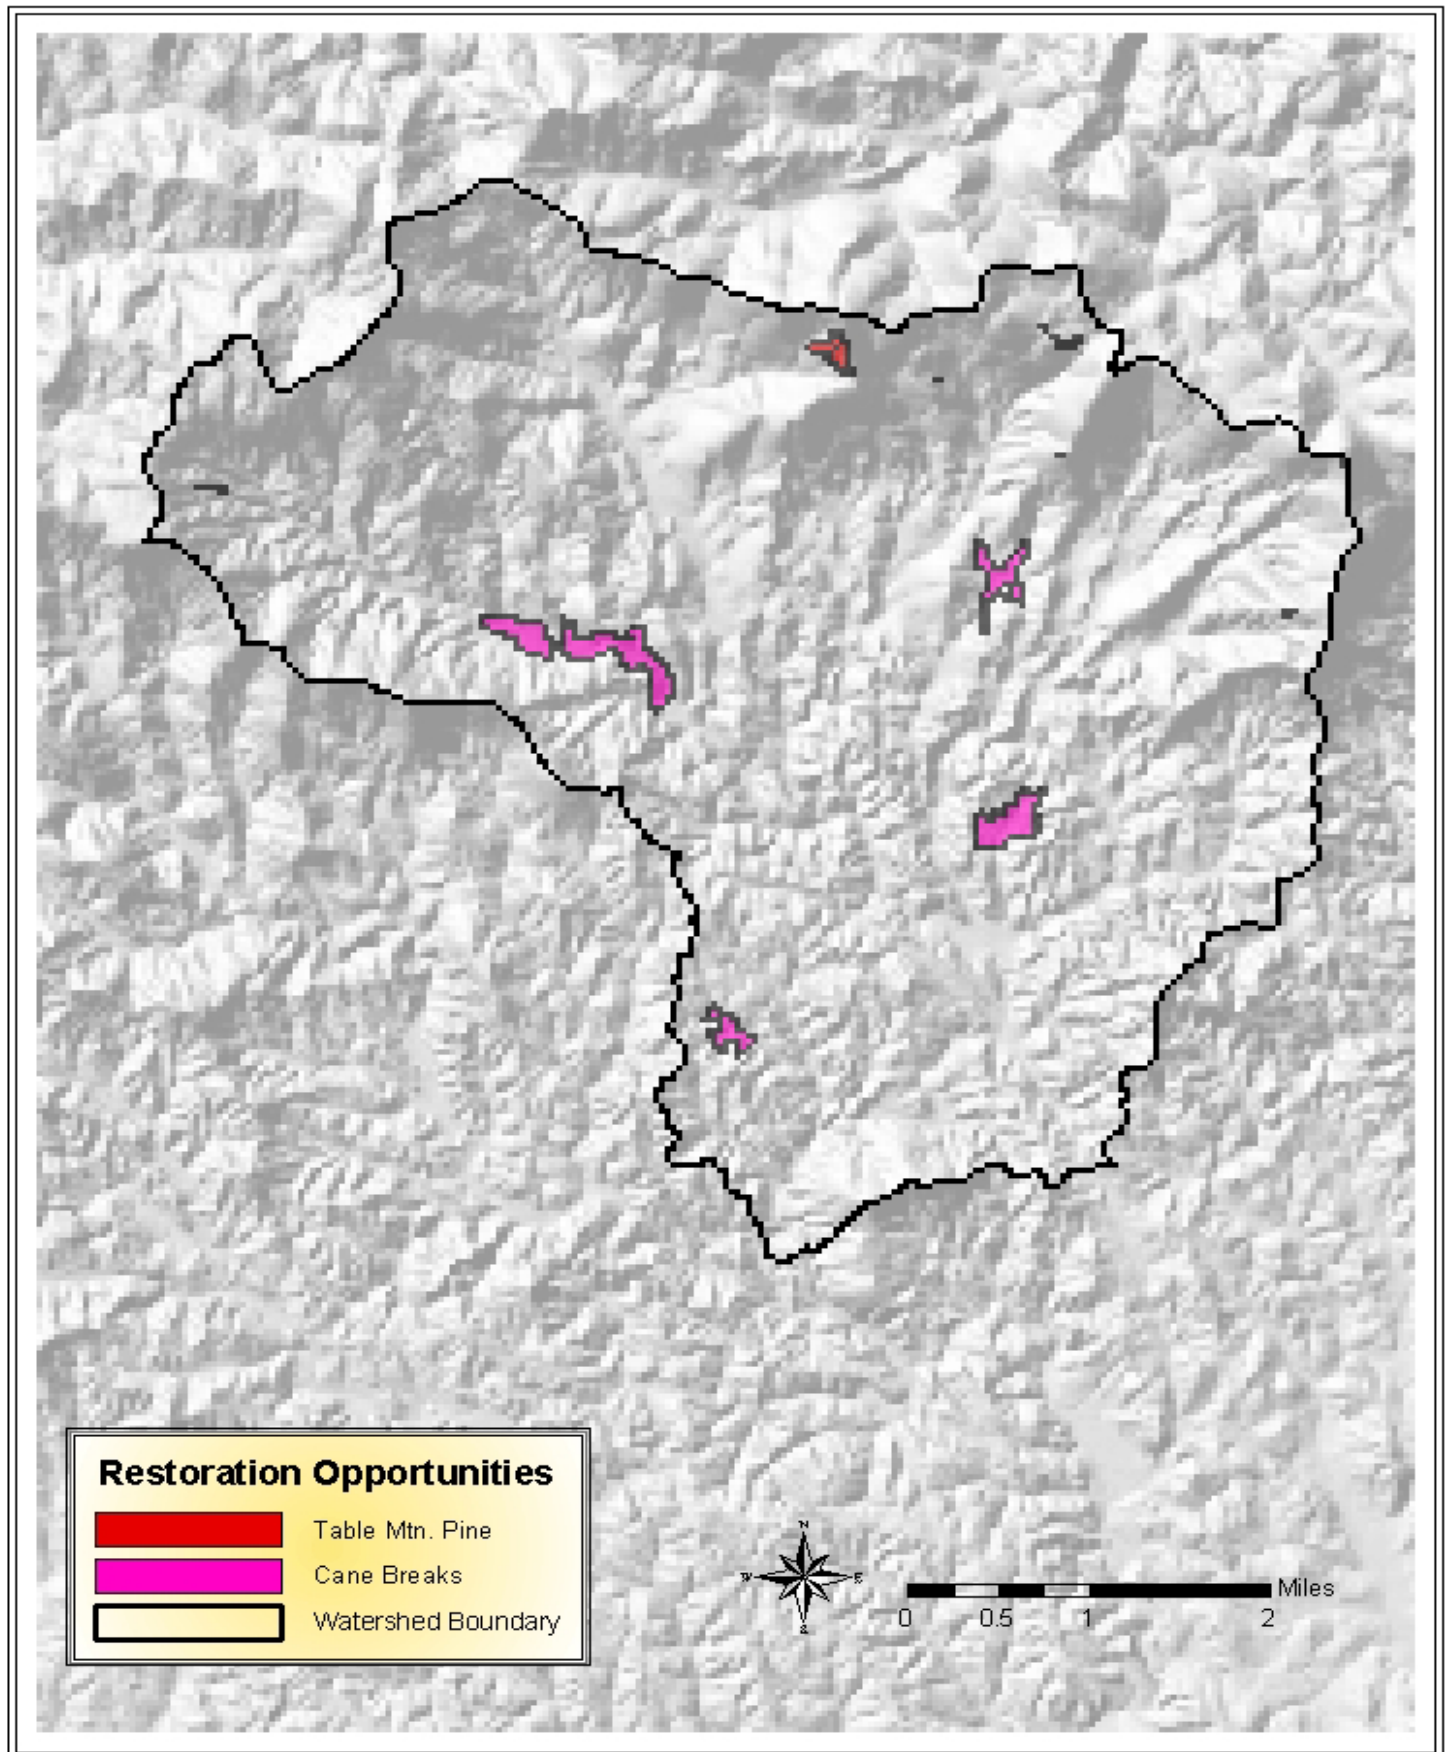 Restoration Opportunities
Table Mtn. Pine
Cane Breaks
Watershed Boundary
N
W E
S
Miles
0 0.5 1 2